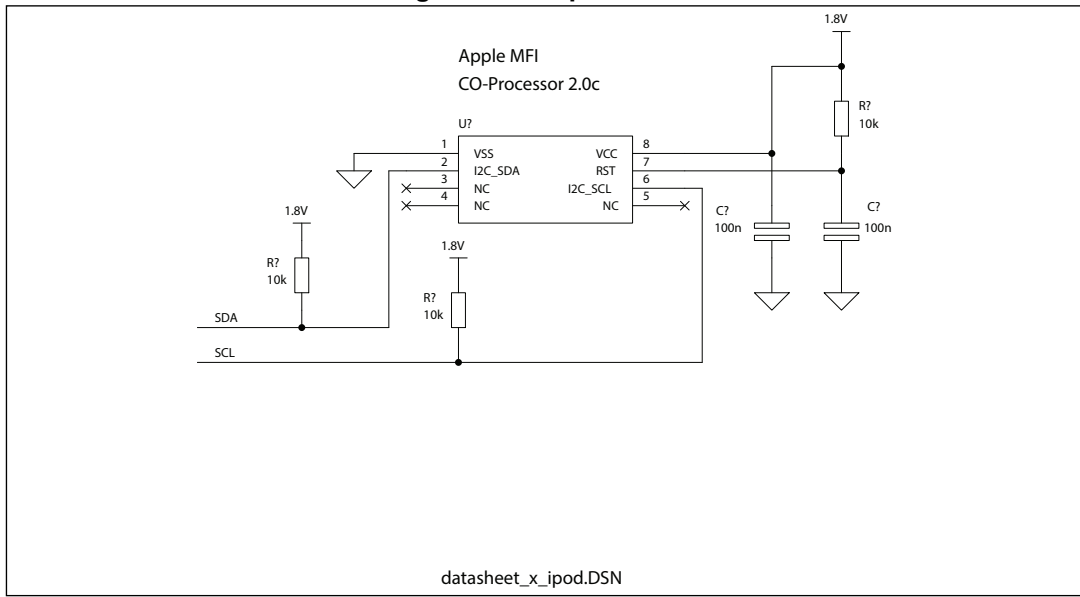 1.8V
Apple MFI
CO-Processor 2.0c
R?
10k
U?
1
VSS
VCC
8
2
I2C_SDA
RST
7
3
NC
I2C_SCL
6
4
NC
NC
5
C?
100n
C?
100n
1.8V
R?
10k
1.8V
R?
10k
SDA
SCL
datasheet_x_ipod.DSN